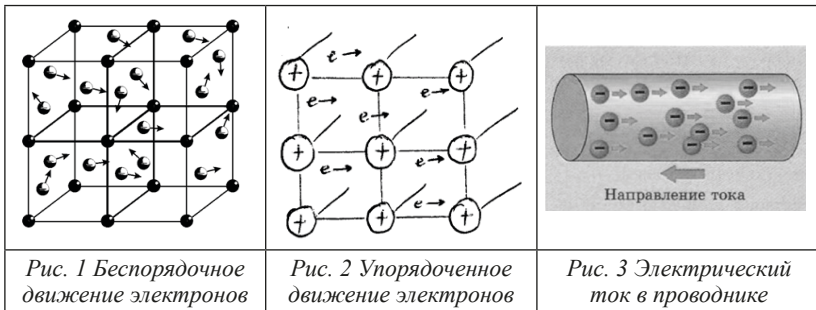 e →
e →
e →
e →
e →
e →
e →
+ + +
+ + +
+ + +
Направление тока
Рис. 1 Беспорядочное
движение электронов
Рис. 2 Упорядоченное
движение электронов
Рис. 3 Электрический
ток в проводнике